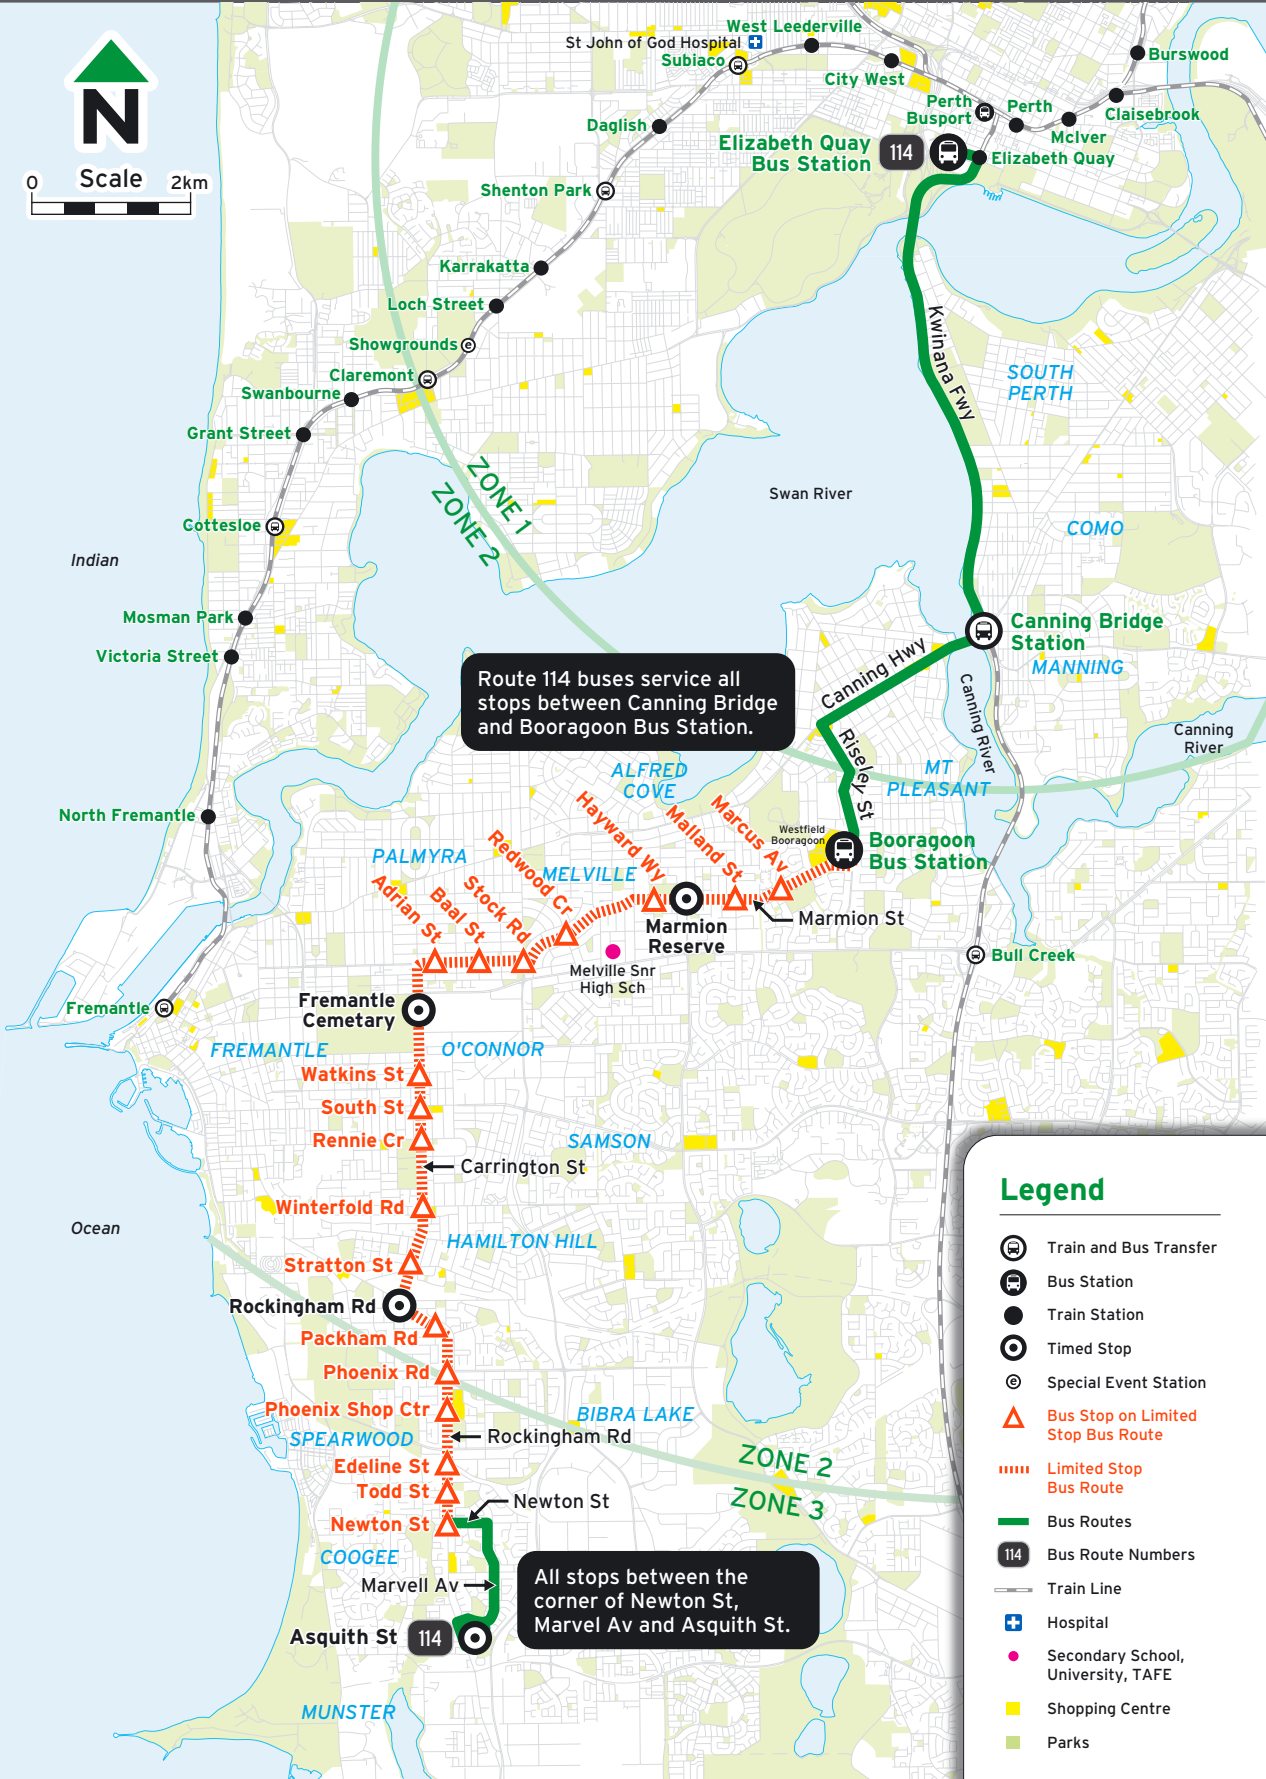 N
Scale
0
2km
West Leederville
St John of God Hospital
Subiaco
City West
Burswood
Perth
Busport
Perth
Claisebrook
McIver
Daglish
Elizabeth Quay
Bus Station
114
Elizabeth Quay
Shenton Park
Karrakatta
Loch Street
Showgrounds
Claremont
Swanbourne
Grant Street
Kwinana Fwy
SOUTH
PERTH
ZONE 1
ZONE 2
Swan River
Cottesloe
COMO
Indian
Mosman Park
Victoria Street
Canning Bridge
Station
MANNING
Canning Hwy
Route 114 buses service all
stops between Canning Bridge
and Booragoon Bus Station.
Canning River
Canning
River
Riseley St
ALFRED
COVE
MT
PLEASANT
North Fremantle
Westfield
Booragoon
Booragoon
Bus Station
PALMYRA
MELVILLE
Adrian St
Baal St
Stock Rd
Redwood Cr
Hayward Wy
Malland St
Marcus Av
Marmion St
Marmion
Reserve
Melville Snr
High Sch
Bull Creek
Fremantle
Fremantle
Cemetary
FREMANTLE
O'CONNOR
Watkins St
South St
Rennie Cr
SAMSON
Carrington St
Winterfold Rd
Ocean
HAMILTON HILL
Stratton St
Rockingham Rd
Packham Rd
Phoenix Rd
Phoenix Shop Ctr
BIBRA LAKE
SPEARWOOD
Rockingham Rd
Edeline St
ZONE 2
ZONE 3
Todd St
Newton St
Newton St
COOGEE
Marvell Av
All stops between the
corner of Newton St,
Marvel Av and Asquith St.
Asquith St
114
MUNSTER
Legend
Train and Bus Transfer
Bus Station
Train Station
Timed Stop
e
Special Event Station
Bus Stop on Limited
Stop Bus Route
Limited Stop
Bus Route
Bus Routes
114
Bus Route Numbers
Train Line
Hospital
Secondary School,
University, TAFE
Shopping Centre
Parks